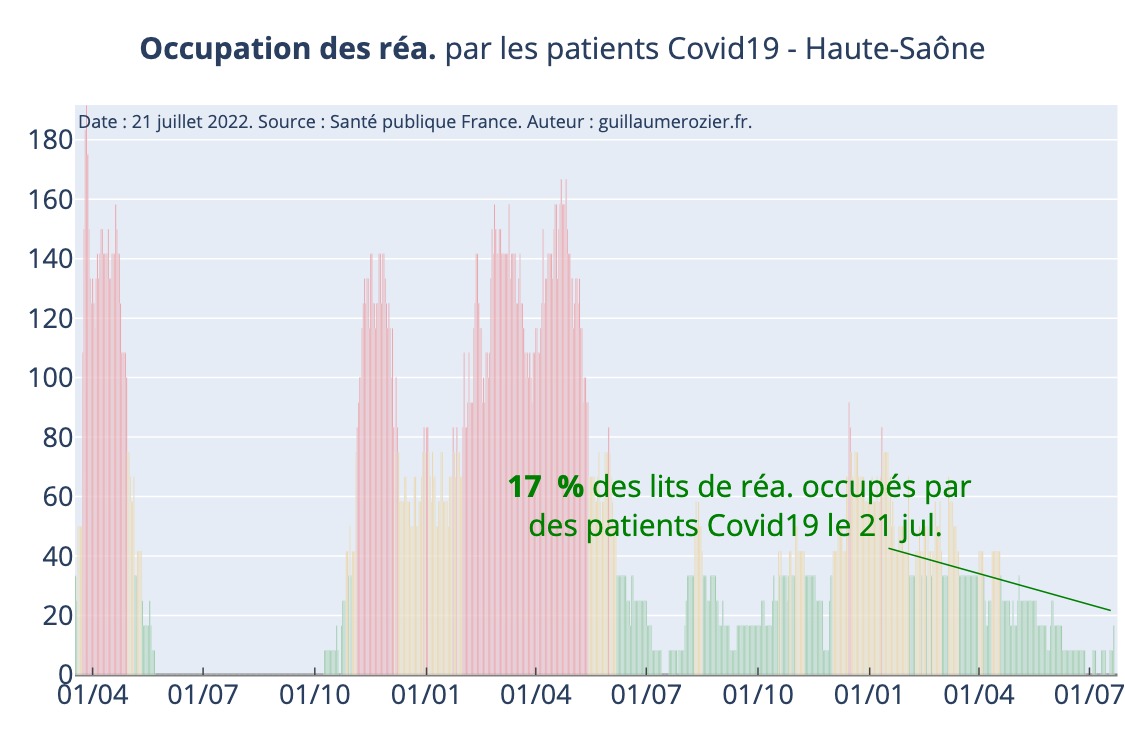 Occupation des réa. par les patients Covid19 - Haute-Saône
Date : 21 juillet 2022. Source : Santé publique France. Auteur : guillaumerozier.fr.
180
160
140
120
100
80
60
40
20
0
17 % des lits de réa. occupés par
des patients Covid19 le 21 jul.
01/04 01/07 01/10 01/01 01/04 01/07 01/10 01/01 01/04 01/07